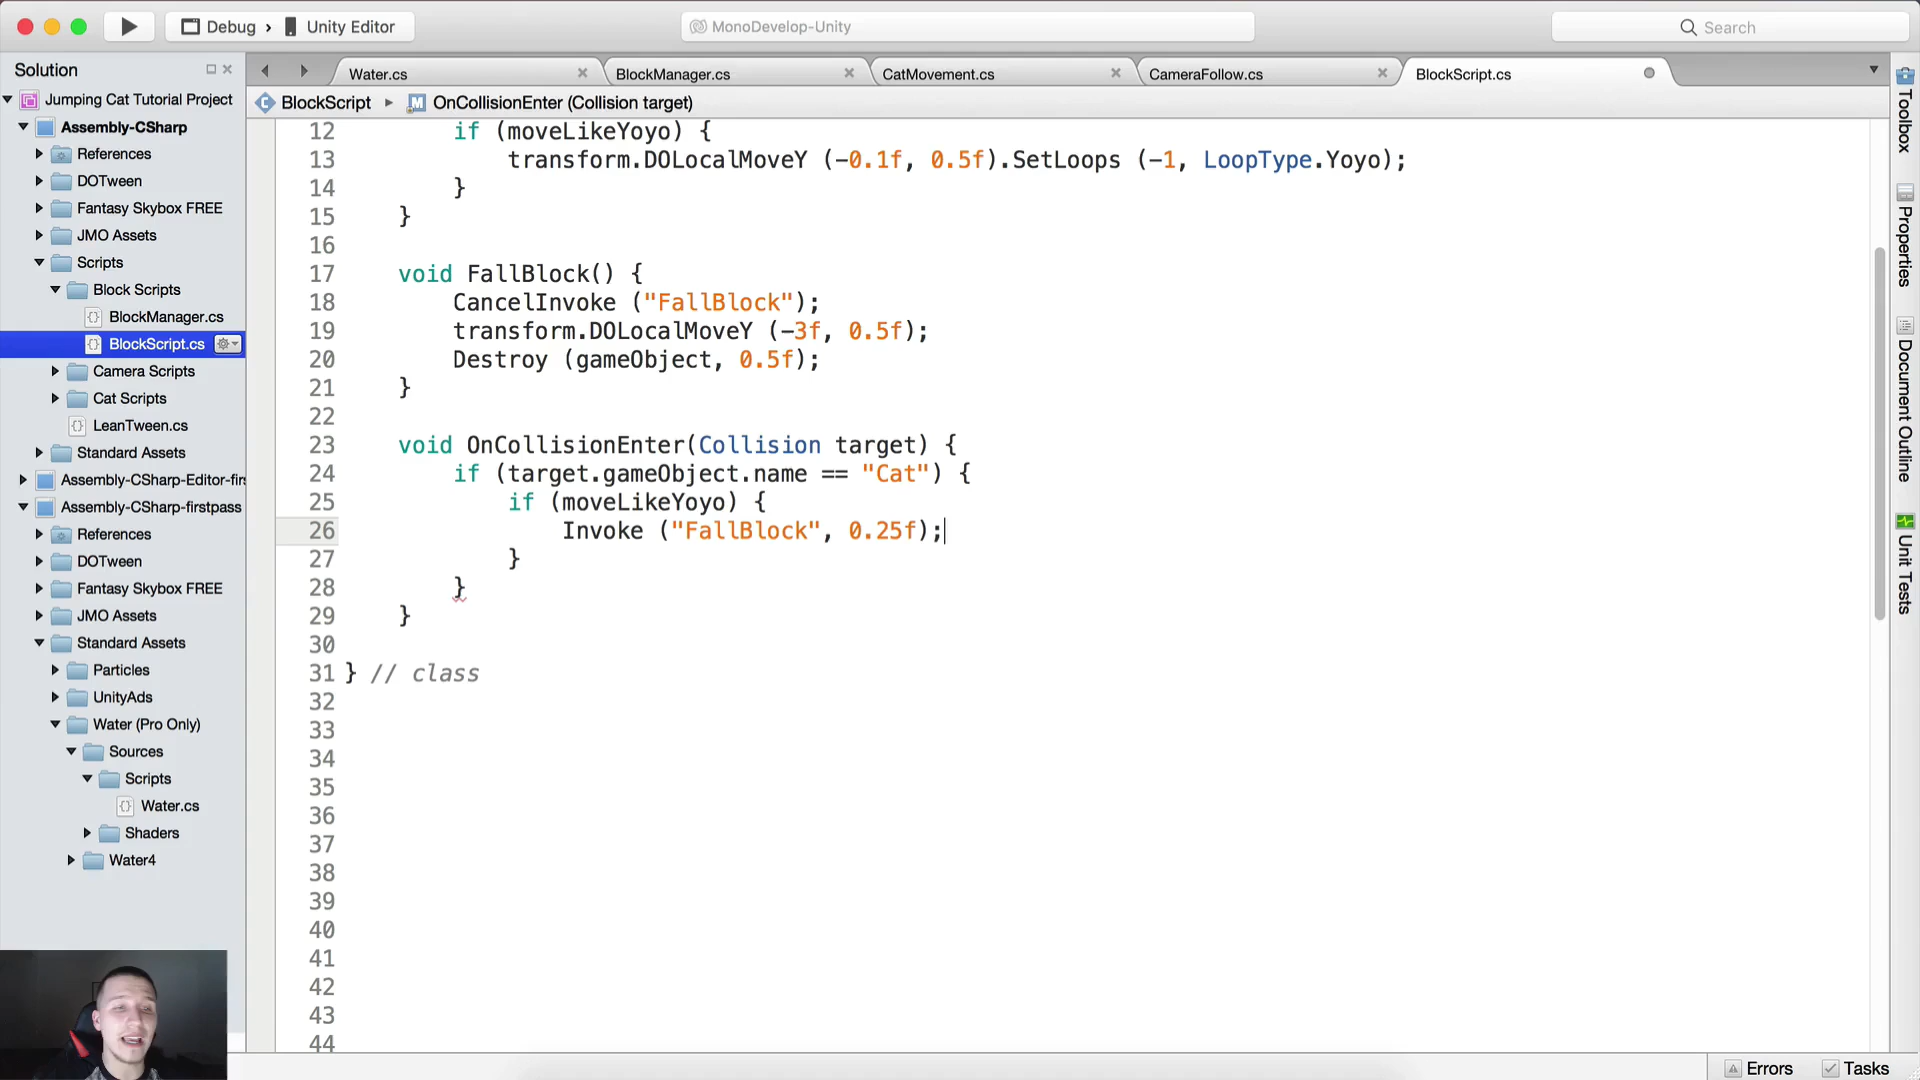 Debug › Unity Editor
MonoDevelop-Unity
Search
Solution
Jumping Cat Tutorial Project
Assembly-CSharp
References
DOTween
Fantasy Skybox FREE
JMO Assets
Scripts
Block Scripts
BlockManager.cs
BlockScript.cs
Camera Scripts
Cat Scripts
LeanTween.cs
Standard Assets
Assembly-CSharp-Editor-firs
Assembly-CSharp-firstpass
References
DOTween
Fantasy Skybox FREE
JMO Assets
Standard Assets
Particles
UnityAds
Water (Pro Only)
Sources
Scripts
Water.cs
Shaders
Water4
Water.cs
BlockManager.cs
CatMovement.cs
CameraFollow.cs
BlockScript.cs
BlockScript
OnCollisionEnter (Collision target)
12 if (moveLikeYoyo) {
13 transform.DOLocalMoveY (-0.1f, 0.5f).SetLoops (-1, LoopType.Yoyo);
14 }
15 }
16
17 void FallBlock() {
18 CancelInvoke ("FallBlock");
19 transform.DOLocalMoveY (-3f, 0.5f);
20 Destroy (gameObject, 0.5f);
21 }
22
23 void OnCollisionEnter(Collision target) {
24 if (target.gameObject.name == "Cat") {
25 if (moveLikeYoyo) {
26 Invoke ("FallBlock", 0.25f);
27 }
28 }
29 }
30
31 } // class
32
33
34
35
36
37
38
39
40
41
42
43
44
Toolbox
Properties
Document Outline
Unit Tests
Errors
Tasks